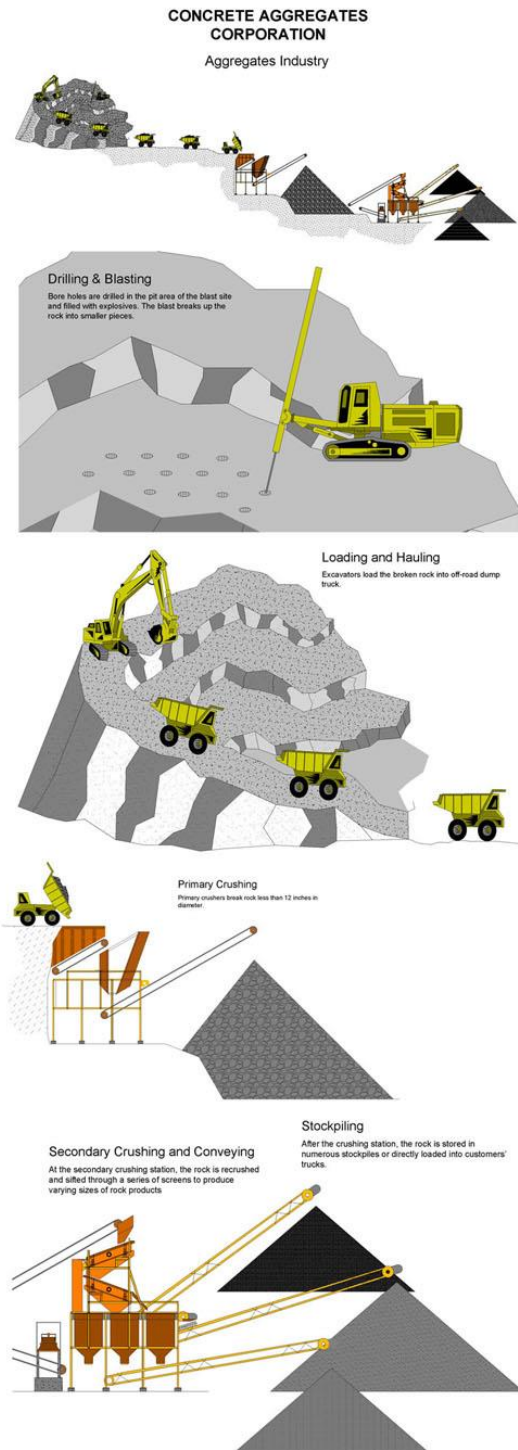 CONCRETE AGGREGATES
CORPORATION
Aggregates Industry
Drilling & Blasting
Bore holes are drilled in the pit area of the blast site
and filled with explosives. The blast breaks up the
rock into smaller pieces.
Loading and Hauling
Excavators load the broken rock into off-road dump
truck.
Primary Crushing
Primary crushers break rock less than 12 inches in
diameter.
Stockpiling
After the crushing station, the rock is stored in
numerous stockpiles or directly loaded into customers'
trucks.
Secondary Crushing and Conveying
At the secondary crushing station, the rock is recrushed
and sifted through a series of screens to produce
varying sizes of rock products